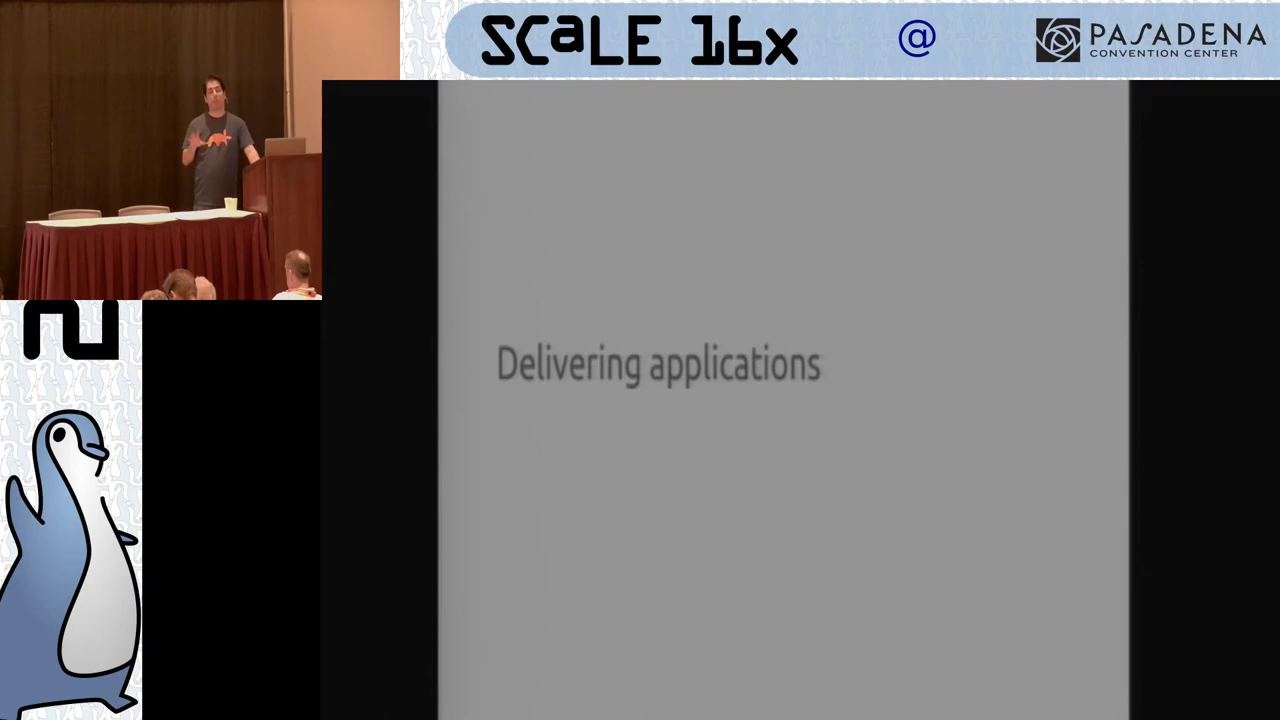 SCaLE 16x
@
PASADENA
CONVENTION CENTER
Delivering applications